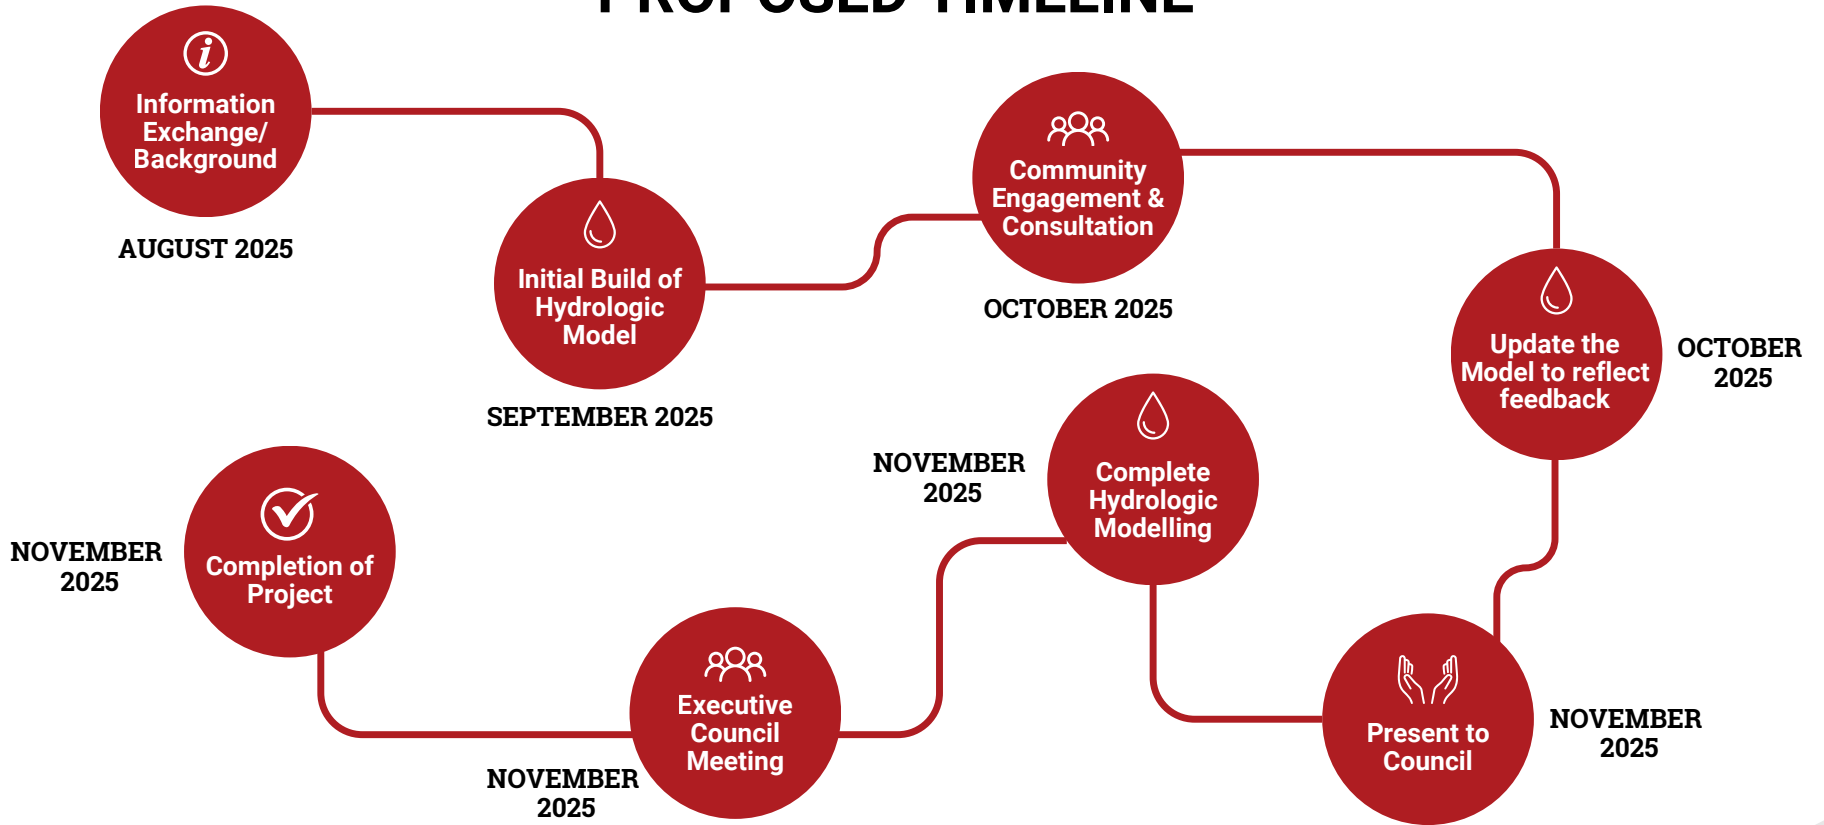 PROPOSED TIMELINE
Information
Exchange/
Background
AUGUST 2025
Initial Build of
Hydrologic
Model
SEPTEMBER 2025
Community
Engagement &
Consultation
OCTOBER 2025
Update the
Model to reflect
feedback
OCTOBER
2025
Present to
Council
NOVEMBER
2025
Complete
Hydrologic
Modelling
NOVEMBER
2025
Executive
Council
Meeting
NOVEMBER
2025
Completion of
Project
NOVEMBER
2025